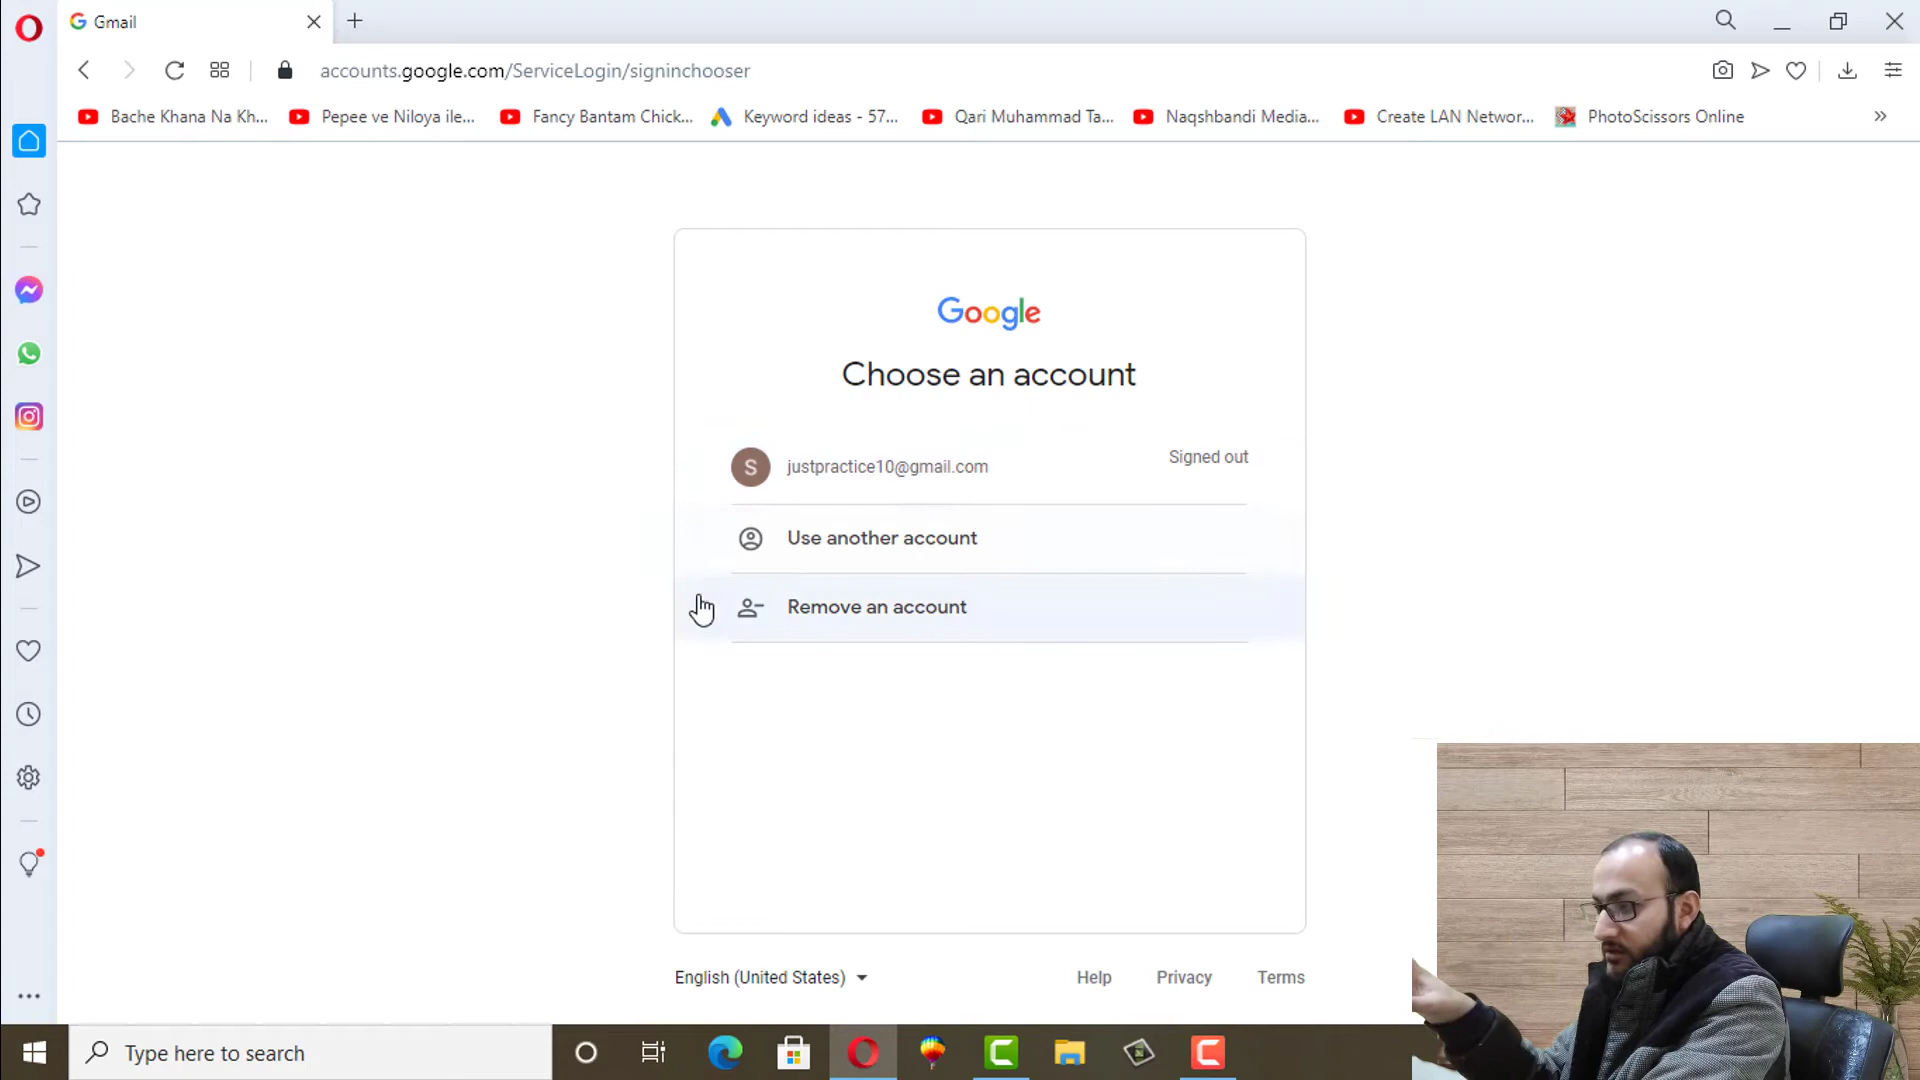 Gmail
accounts.google.com/ServiceLogin/signinchooser
Bache Khana Na Kh... Pepee ve Niloya ile... Fancy Bantam Chick... Keyword ideas - 57... Qari Muhammad Ta... Naqshbandi Media... Create LAN Networ... PhotoScissors Online
Google
Choose an account
S justpractice10@gmail.com Signed out
Use another account
Remove an account
English (United States) Help Privacy Terms
Type here to search